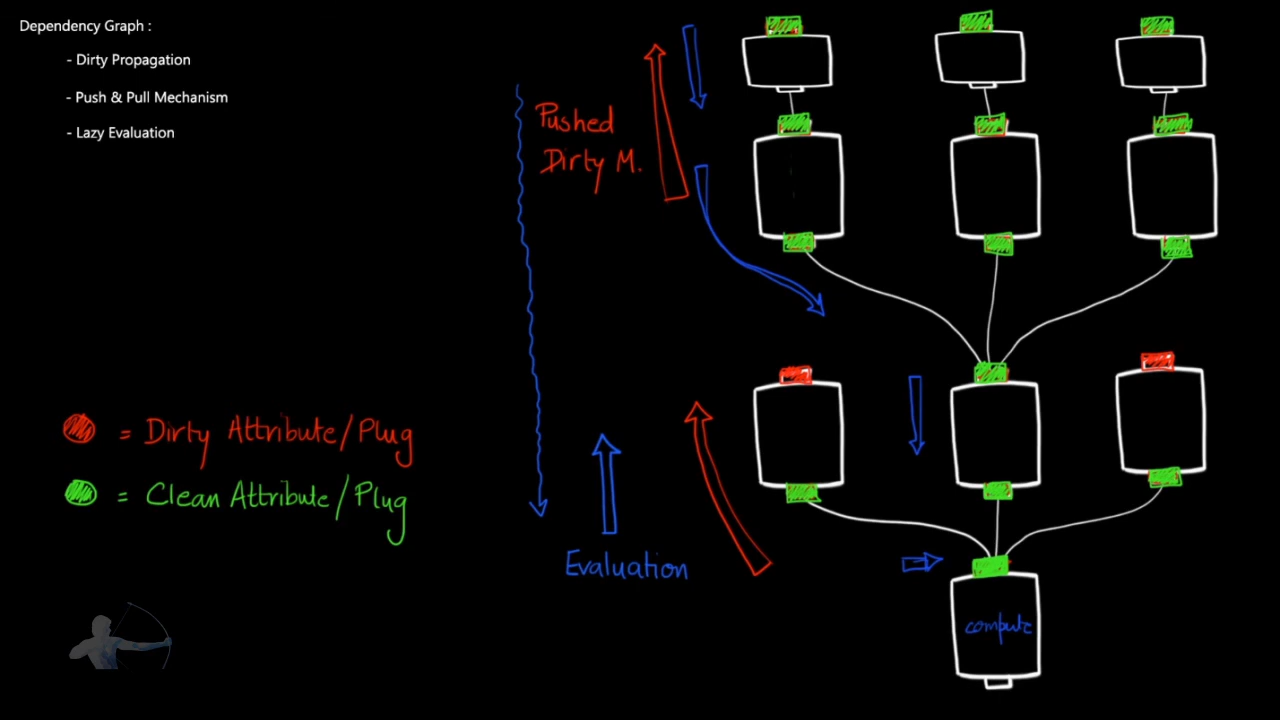 Dependency Graph :
- Dirty Propagation
- Push & Pull Mechanism
- Lazy Evaluation
Pushed
Dirty M.
= Dirty Attribute/Plug
= Clean Attribute/Plug
Evaluation
compute